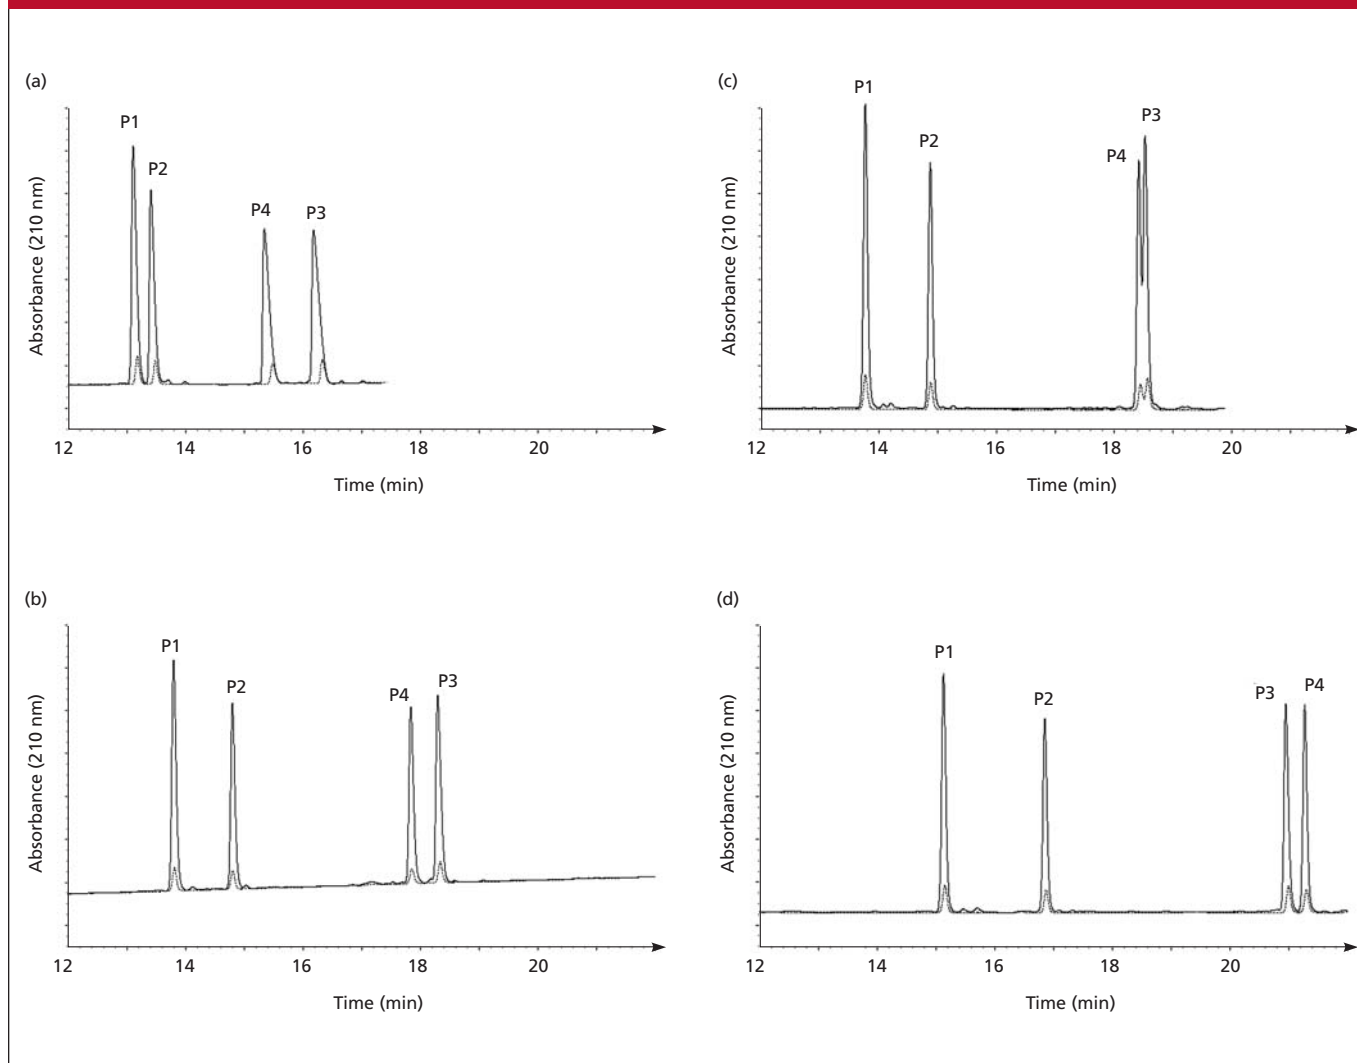 (a)
P1
P2
P4
P3
Absorbance (210 nm)
12
14
16
18
20
Time (min)
(c)
P1
P2
P4
P3
Absorbance (210 nm)
12
14
16
18
20
Time (min)
(b)
P1
P2
P4
P3
Absorbance (210 nm)
12
14
16
18
20
Time (min)
(d)
P1
P2
P3
P4
Absorbance (210 nm)
12
14
16
18
20
Time (min)